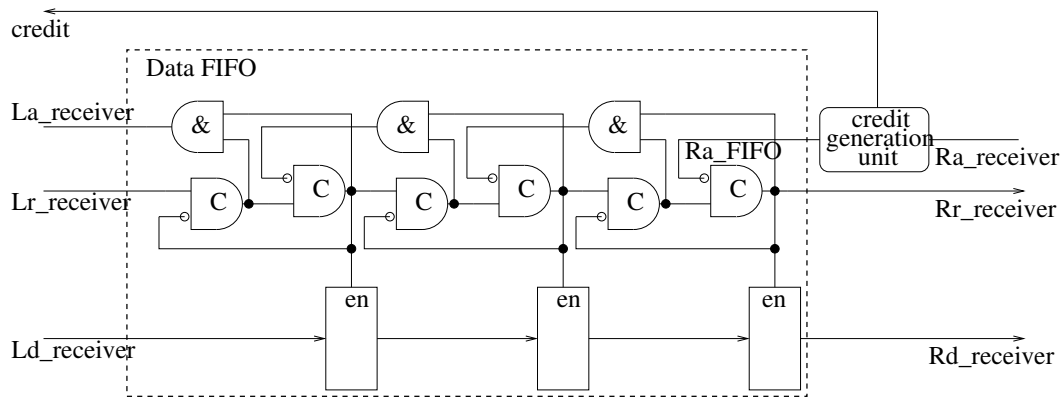 credit
Data FIFO
La_receiver
&
&
&
credit
generation
unit
Ra_FIFO
Ra_receiver
Lr_receiver
C
C
C
C
C
C
Rr_receiver
en
en
en
Ld_receiver
Rd_receiver